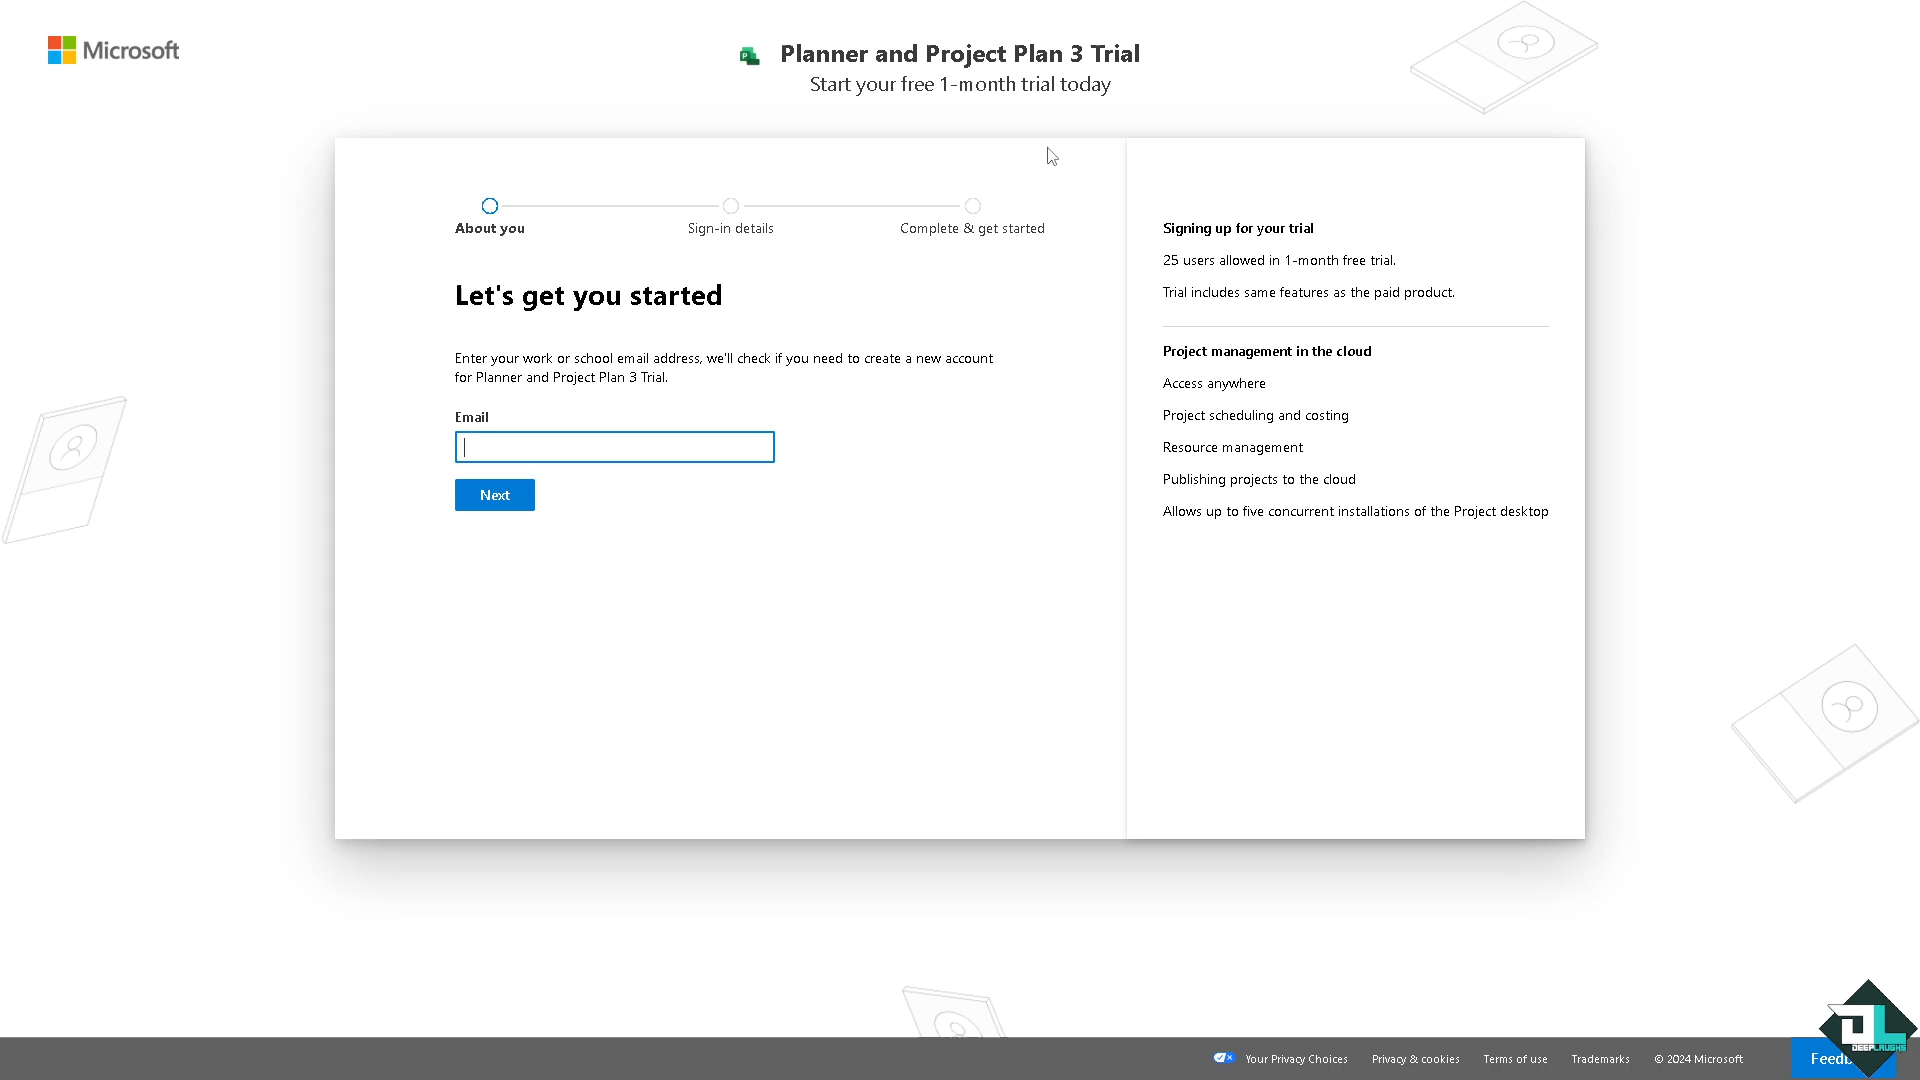 Microsoft
Planner and Project Plan 3 Trial
Start your free 1-month trial today
About you
Sign-in details
Complete & get started
Let's get you started
Enter your work or school email address, we'll check if you need to create a new account
for Planner and Project Plan 3 Trial.
Email
Next
Signing up for your trial
25 users allowed in 1-month free trial.
Trial includes same features as the paid product.
Project management in the cloud
Access anywhere
Project scheduling and costing
Resource management
Publishing projects to the cloud
Allows up to five concurrent installations of the Project desktop
Your Privacy Choices
Privacy & cookies
Terms of use
Trademarks
© 2024 Microsoft
DEEPLAUGHS